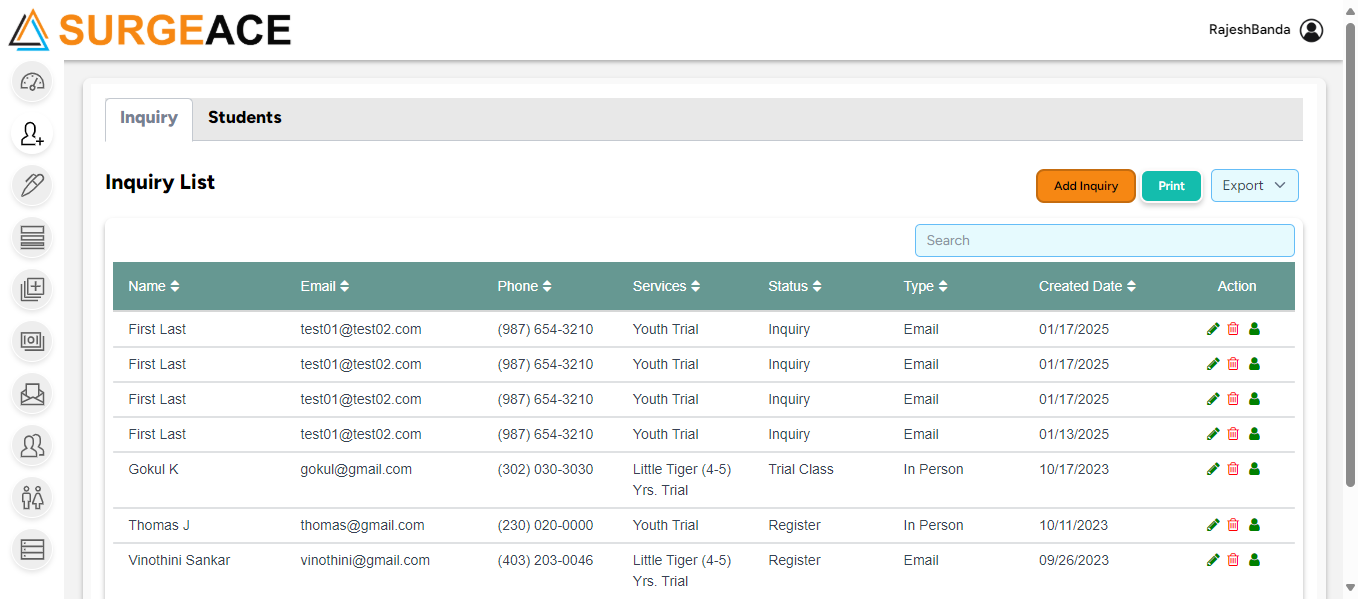 SURGEACE
RajeshBanda
Inquiry Students
Inquiry List
Add Inquiry Print Export
Search
Name Email Phone Services Status Type Created Date Action
First Last test01@test02.com (987) 654-3210 Youth Trial Inquiry Email 01/17/2025
First Last test01@test02.com (987) 654-3210 Youth Trial Inquiry Email 01/17/2025
First Last test01@test02.com (987) 654-3210 Youth Trial Inquiry Email 01/17/2025
First Last test01@test02.com (987) 654-3210 Youth Trial Inquiry Email 01/13/2025
Gokul K gokul@gmail.com (302) 030-3030 Little Tiger (4-5) Trial Class In Person 10/17/2023
Yrs. Trial
Thomas J thomas@gmail.com (230) 020-0000 Youth Trial Register In Person 10/11/2023
Vinothini Sankar vinothini@gmail.com (403) 203-0046 Little Tiger (4-5) Register Email 09/26/2023
Yrs. Trial